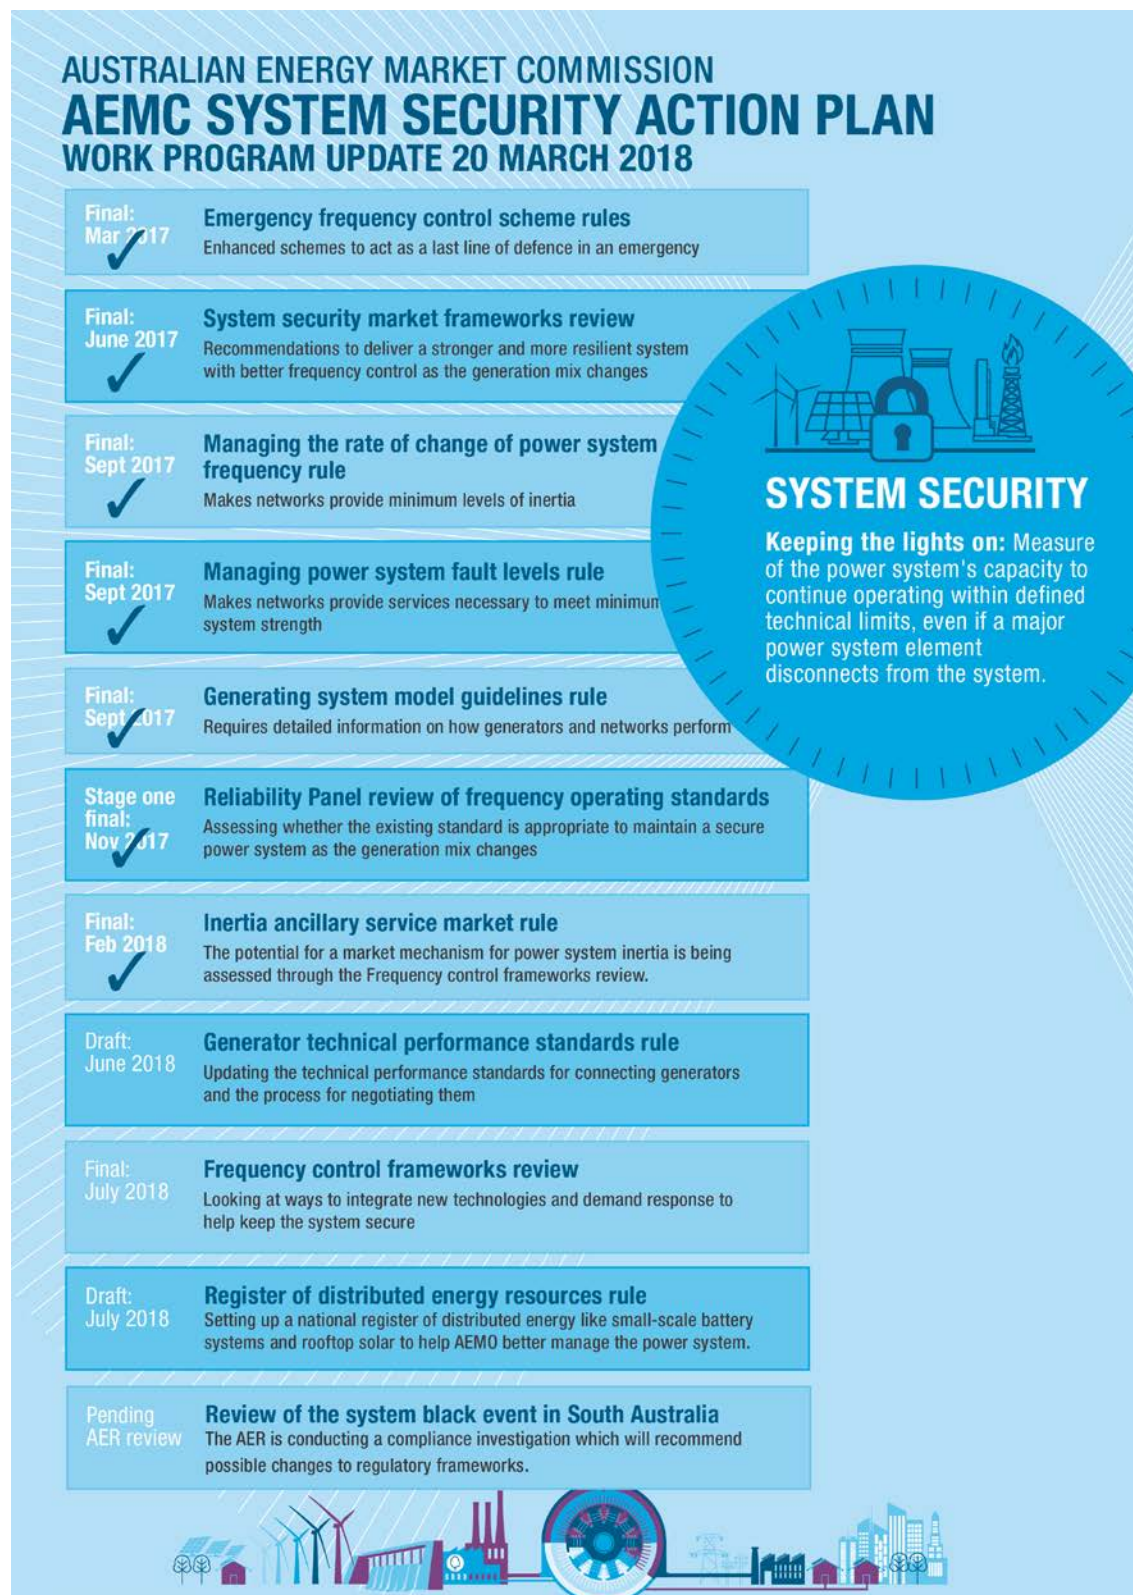 AUSTRALIAN ENERGY MARKET COMMISSION
AEMC SYSTEM SECURITY ACTION PLAN
WORK PROGRAM UPDATE 20 MARCH 2018
Final:
Mar 2017
Emergency frequency control scheme rules
Enhanced schemes to act as a last line of defence in an emergency
Final:
June 2017
System security market frameworks review
Recommendations to deliver a stronger and more resilient system
with better frequency control as the generation mix changes
Final:
Sept 2017
Managing the rate of change of power system
frequency rule
Makes networks provide minimum levels of inertia
Final:
Sept 2017
Managing power system fault levels rule
Makes networks provide services necessary to meet minimum
system strength
Final:
Sept 2017
Generating system model guidelines rule
Requires detailed information on how generators and networks perform
Stage one
final:
Nov 2017
Reliability Panel review of frequency operating standards
Assessing whether the existing standard is appropriate to maintain a secure
power system as the generation mix changes
Final:
Feb 2018
Inertia ancillary service market rule
The potential for a market mechanism for power system inertia is being
assessed through the Frequency control frameworks review.
Draft:
June 2018
Generator technical performance standards rule
Updating the technical performance standards for connecting generators
and the process for negotiating them
Final:
July 2018
Frequency control frameworks review
Looking at ways to integrate new technologies and demand response to
help keep the system secure
Draft:
July 2018
Register of distributed energy resources rule
Setting up a national register of distributed energy like small-scale battery
systems and rooftop solar to help AEMO better manage the power system.
Pending
AER review
Review of the system black event in South Australia
The AER is conducting a compliance investigation which will recommend
possible changes to regulatory frameworks.
SYSTEM SECURITY
Keeping the lights on: Measure
of the power system's capacity to
continue operating within defined
technical limits, even if a major
power system element
disconnects from the system.